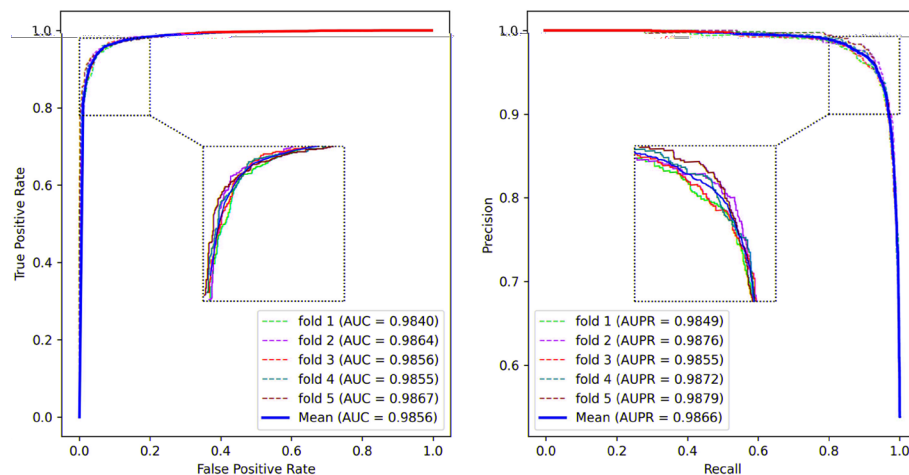 1.0
0.8
0.6
0.4
0.2
0.0
True Positive Rate
fold 1 (AUC = 0.9840)
fold 2 (AUC = 0.9864)
fold 3 (AUC = 0.9856)
fold 4 (AUC = 0.9855)
fold 5 (AUC = 0.9867)
Mean (AUC = 0.9856)
0.0 0.2 0.4 0.6 0.8 1.0
False Positive Rate
1.0
0.9
0.8
0.7
0.6
Precision
fold 1 (AUPR = 0.9849)
fold 2 (AUPR = 0.9876)
fold 3 (AUPR = 0.9855)
fold 4 (AUPR = 0.9872)
fold 5 (AUPR = 0.9879)
Mean (AUPR = 0.9866)
0.0 0.2 0.4 0.6 0.8 1.0
Recall